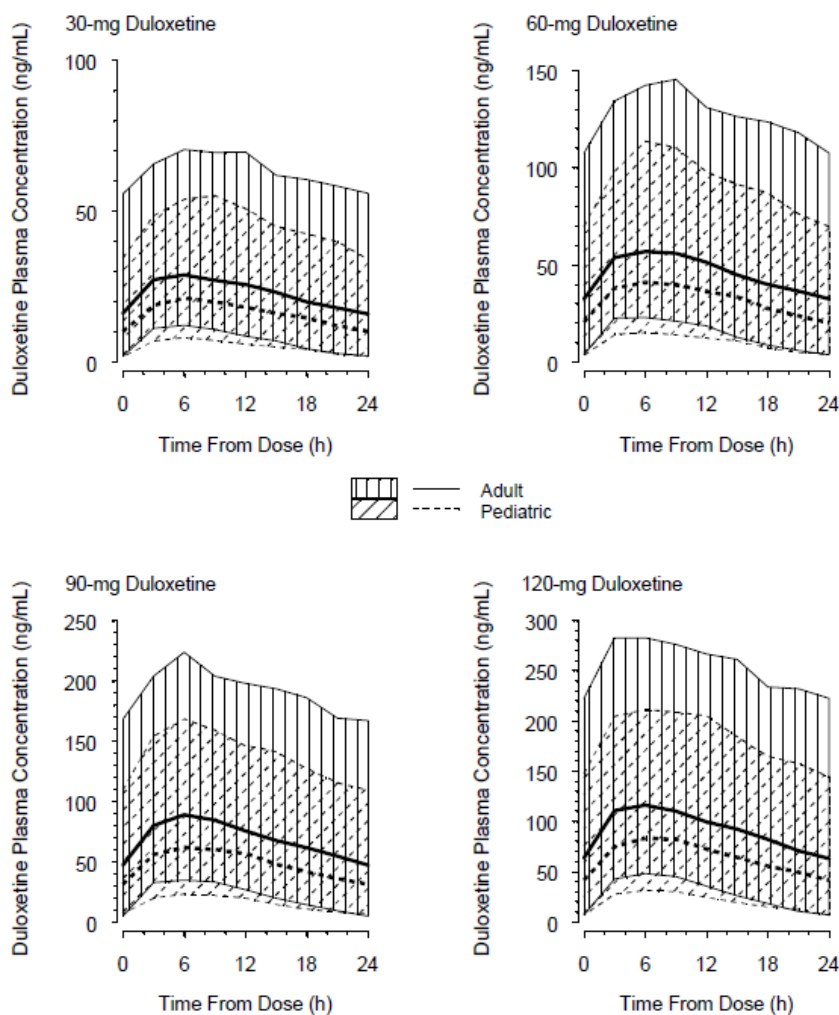 30-mg Duloxetine
Duloxetine Plasma Concentration (ng/mL)
100
50
0
0 6 12 18 24
Time From Dose (h)
60-mg Duloxetine
Duloxetine Plasma Concentration (ng/mL)
150
100
50
0
0 6 12 18 24
Time From Dose (h)
Adult
Pediatric
90-mg Duloxetine
Duloxetine Plasma Concentration (ng/mL)
250
200
150
100
50
0
0 6 12 18 24
Time From Dose (h)
120-mg Duloxetine
Duloxetine Plasma Concentration (ng/mL)
300
250
200
150
100
50
0
0 6 12 18 24
Time From Dose (h)